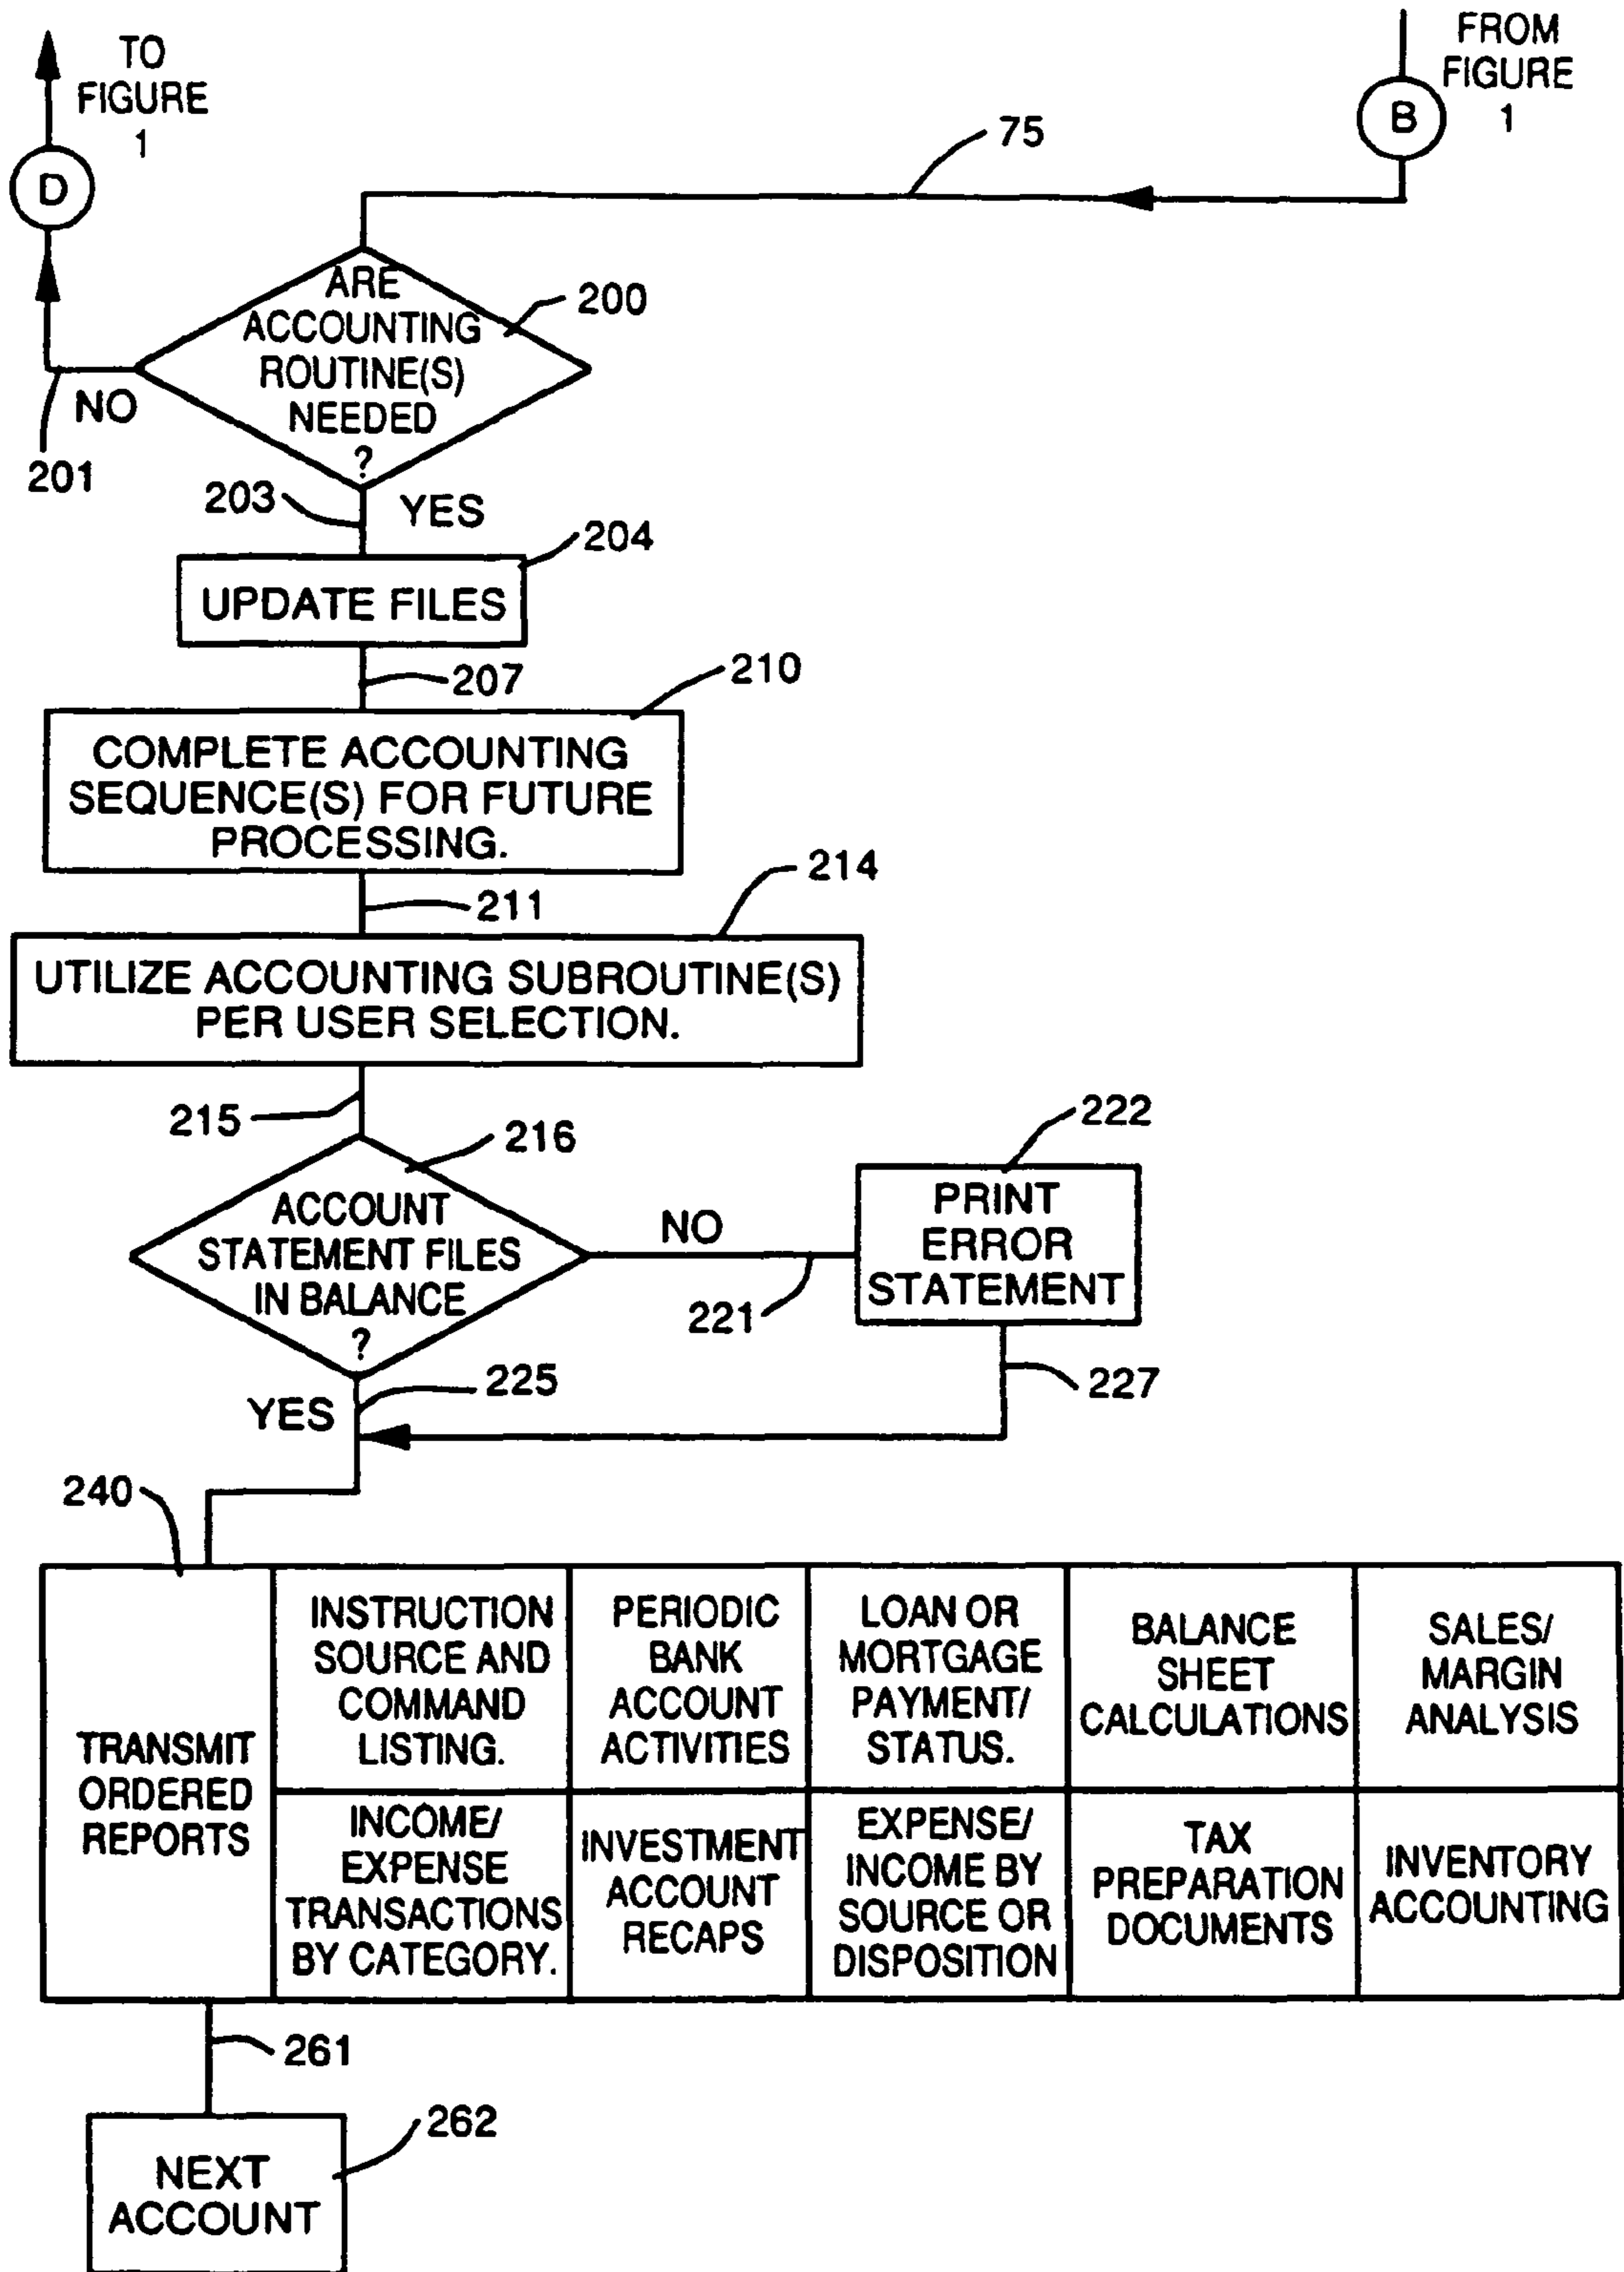 TO
FIGURE
1
D
FROM
FIGURE
1
B
75
ARE
ACCOUNTING
ROUTINE(S)
NEEDED
?
200
NO
201
203
YES
204
UPDATE FILES
207
210
COMPLETE ACCOUNTING
SEQUENCE(S) FOR FUTURE
PROCESSING.
211
214
UTILIZE ACCOUNTING SUBROUTINE(S)
PER USER SELECTION.
215
216
ACCOUNT
STATEMENT FILES
IN BALANCE
?
NO
221
222
PRINT
ERROR
STATEMENT
227
225
YES
240
TRANSMIT
ORDERED
REPORTS
INSTRUCTION
SOURCE AND
COMMAND
LISTING.
PERIODIC
BANK
ACCOUNT
ACTIVITIES
LOAN OR
MORTGAGE
PAYMENT/
STATUS.
BALANCE
SHEET
CALCULATIONS
SALES/
MARGIN
ANALYSIS
INCOME/
EXPENSE
TRANSACTIONS
BY CATEGORY.
INVESTMENT
ACCOUNT
RECAPS
EXPENSE/
INCOME BY
SOURCE OR
DISPOSITION
TAX
PREPARATION
DOCUMENTS
INVENTORY
ACCOUNTING
261
262
NEXT
ACCOUNT